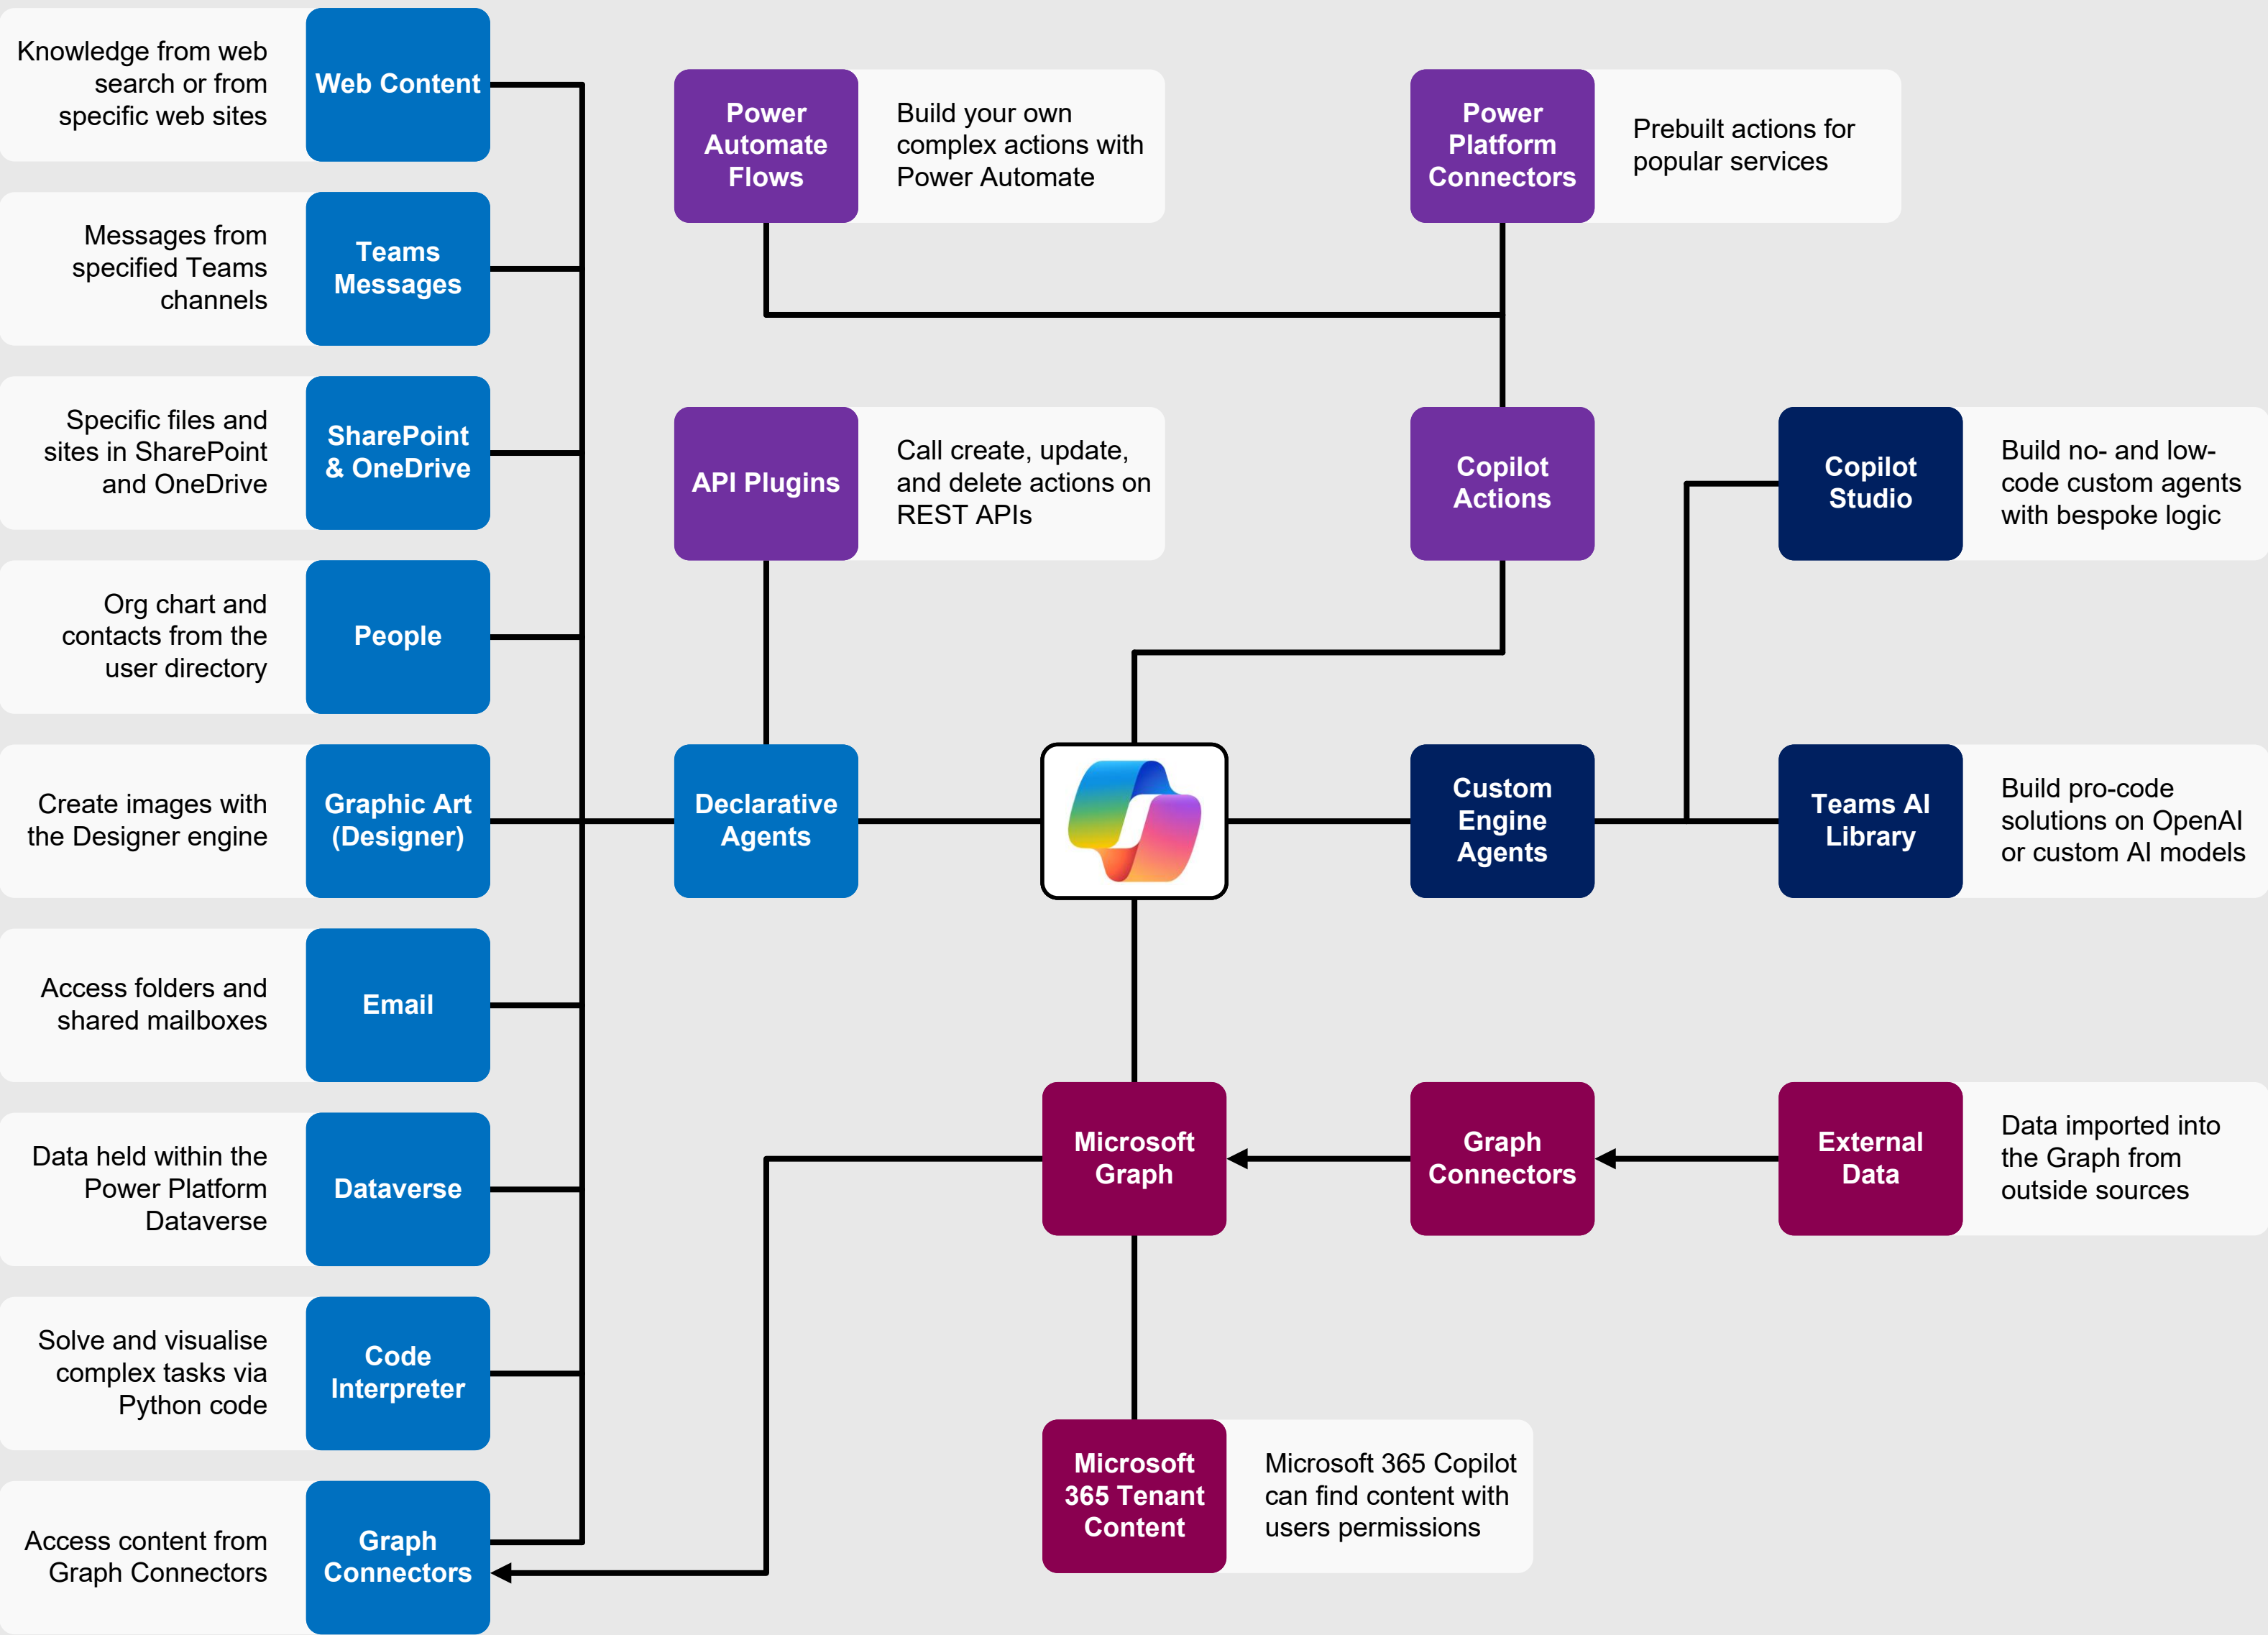 Knowledge from web
search or from
specific web sites
Web Content
Messages from
specified Teams
channels
Teams
Messages
Specific files and
sites in SharePoint
and OneDrive
SharePoint
& OneDrive
Org chart and
contacts from the
user directory
People
Create images with
the Designer engine
Graphic Art
(Designer)
Access folders and
shared mailboxes
Email
Data held within the
Power Platform
Dataverse
Dataverse
Solve and visualise
complex tasks via
Python code
Code
Interpreter
Access content from
Graph Connectors
Graph
Connectors
Power
Automate
Flows
Build your own
complex actions with
Power Automate
Power
Platform
Connectors
Prebuilt actions for
popular services
API Plugins
Call create, update,
and delete actions on
REST APIs
Copilot
Actions
Copilot
Studio
Build no- and low-
code custom agents
with bespoke logic
Declarative
Agents
Custom
Engine
Agents
Teams AI
Library
Build pro-code
solutions on OpenAI
or custom AI models
Microsoft
Graph
Graph
Connectors
External
Data
Data imported into
the Graph from
outside sources
Microsoft
365 Tenant
Content
Microsoft 365 Copilot
can find content with
users permissions